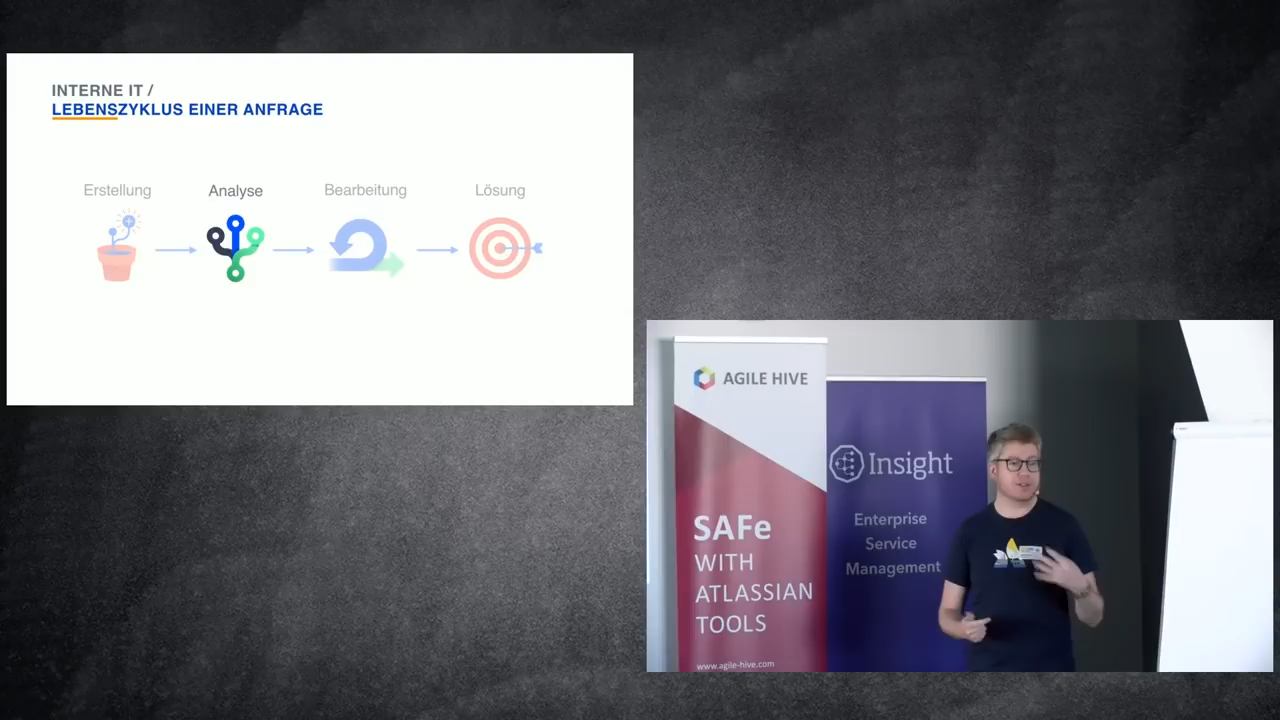 INTERNE IT /
LEBENSZYKLUS EINER ANFRAGE
Erstellung
Analyse
Bearbeitung
Lösung
AGILE HIVE
SAFe
WITH
ATLASSIAN
TOOLS
www.agile-hive.com
Insight
Enterprise
Service
Management